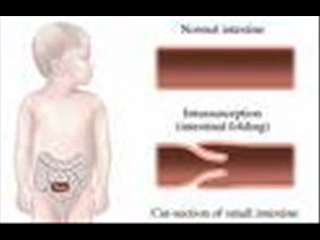 Normal intestine
Intussusception
(intestinal folding)
Cut-section of small intestine